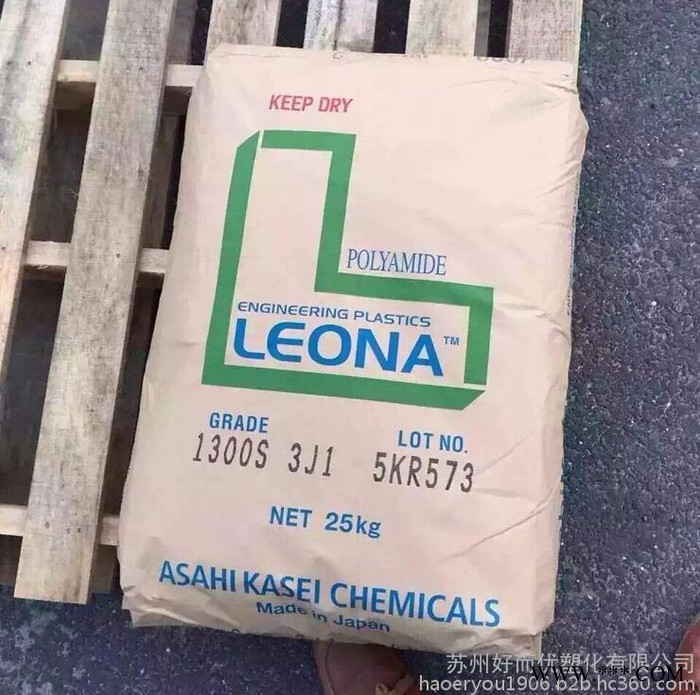 KEEP DRY
POLYAMIDE
ENGINEERING PLASTICS
LEONA™
GRADE LOT NO.
1300S 3J1 5KR573
NET 25kg
ASAHI KASEI CHEMICALS
Made in Japan
苏州好而优塑化有限公司
haoeryou1906.b2b.hc360.com